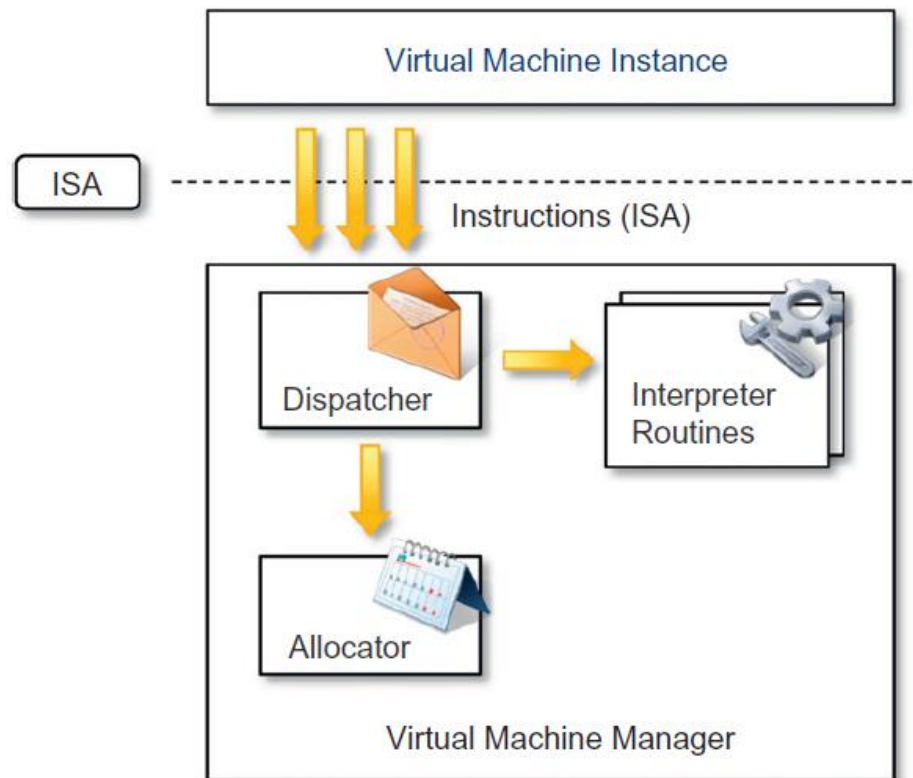 Virtual Machine Instance
ISA
Instructions (ISA)
Dispatcher
Interpreter
Routines
Allocator
Virtual Machine Manager